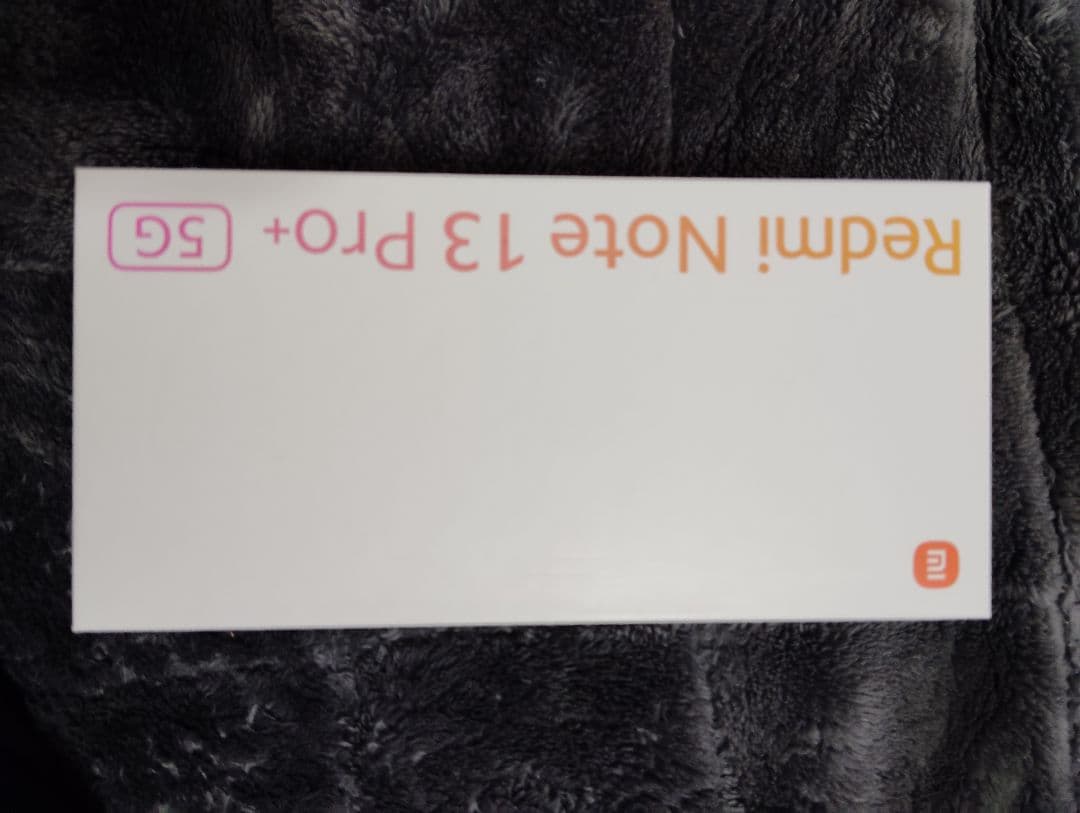 Redmi Note 13 Pro+ 5G